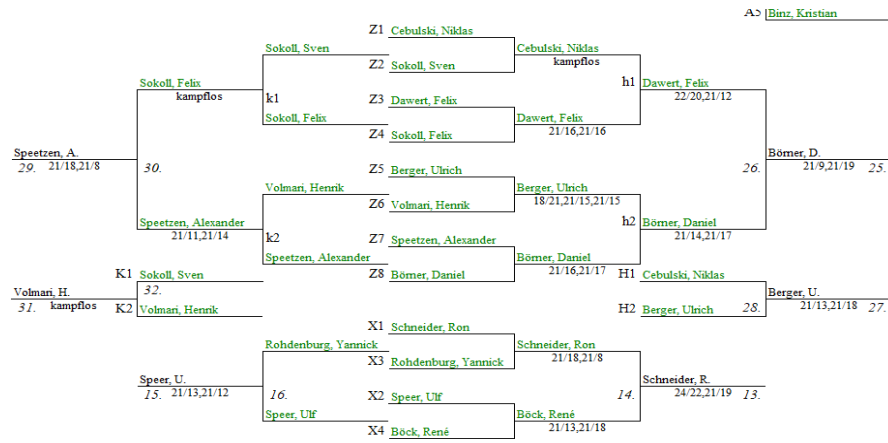 A5 Binz, Kristian
Z1 Cebulski, Niklas
Sokoll, Sven
Cebulski, Niklas
kampflos
Z2 Sokoll, Sven
Sokoll, Felix
kampflos
k1
h1
Dawert, Felix
22/20,21/12
Z3 Dawert, Felix
Sokoll, Felix
Dawert, Felix
21/16,21/16
Z4 Sokoll, Felix
Speetzen, A.
29. 21/18,21/8
30.
Z5 Berger, Ulrich
26.
Börner, D.
21/9,21/19 25.
Volmari, Henrik
Berger, Ulrich
18/21,21/15,21/15
Z6 Volmari, Henrik
Speetzen, Alexander
21/11,21/14
k2
h2
Börner, Daniel
21/14,21/17
Z7 Speetzen, Alexander
Speetzen, Alexander
Börner, Daniel
21/16,21/17
Z8 Börner, Daniel
K1 Sokoll, Sven
H1 Cebulski, Niklas
Volmari, H.
31. kampflos
32.
Berger, U.
21/13,21/18 27.
K2 Volmari, Henrik
H2 Berger, Ulrich
28.
X1 Schneider, Ron
Rohdenburg, Yannick
Schneider, Ron
21/18,21/8
X3 Rohdenburg, Yannick
Speer, U.
15. 21/13,21/12
16.
14.
Schneider, R.
24/22,21/19 13.
X2 Speer, Ulf
Speer, Ulf
Böck, René
21/13,21/18
X4 Böck, René